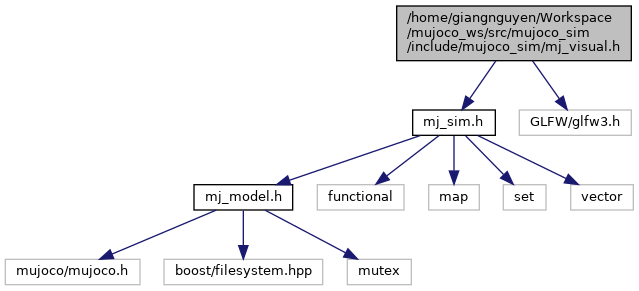 /home/giangnguyen/Workspace
/mujoco_ws/src/mujoco_sim
/include/mujoco_sim/mj_visual.h
mj_sim.h
GLFW/glfw3.h
mj_model.h
functional
map
set
vector
mujoco/mujoco.h
boost/filesystem.hpp
mutex